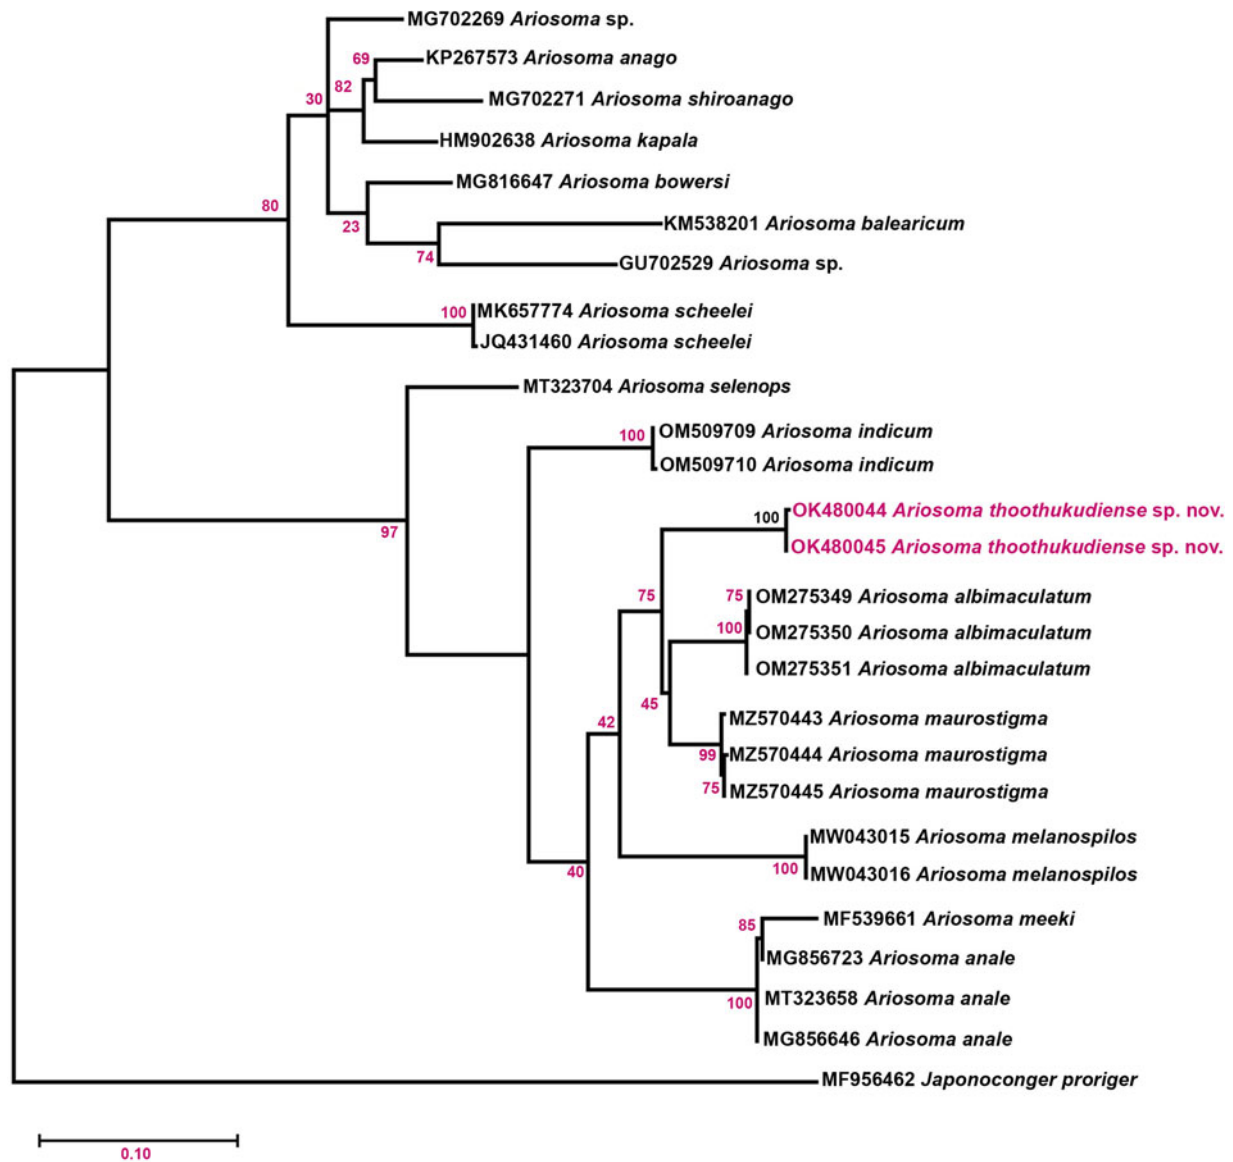 MG702269 Ariosoma sp.
69
KP267573 Ariosoma anago
82
30
MG702271 Ariosoma shiroanago
HM902638 Ariosoma kapala
MG816647 Ariosoma bowersi
80
23
KM538201 Ariosoma balearicum
74
GU702529 Ariosoma sp.
100
MK657774 Ariosoma scheelei
JQ431460 Ariosoma scheelei
MT323704 Ariosoma selenops
100
OM509709 Ariosoma indicum
OM509710 Ariosoma indicum
97
100
OK480044 Ariosoma thoothukudiense sp. nov.
OK480045 Ariosoma thoothukudiense sp. nov.
75
75
OM275349 Ariosoma albimaculatum
100
OM275350 Ariosoma albimaculatum
OM275351 Ariosoma albimaculatum
45
42
MZ570443 Ariosoma maurostigma
99
MZ570444 Ariosoma maurostigma
75
MZ570445 Ariosoma maurostigma
MW043015 Ariosoma melanospilos
100
MW043016 Ariosoma melanospilos
40
85
MF539661 Ariosoma meeki
MG856723 Ariosoma anale
100
MT323658 Ariosoma anale
MG856646 Ariosoma anale
MF956462 Japonoconger proriger
0.10